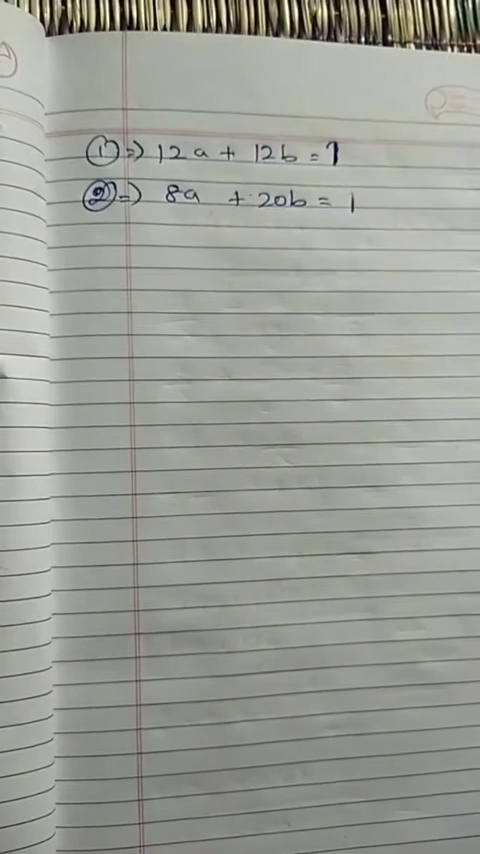 ① ⇒ 12a + 12b = 1
② ⇒ 8a + 20b = 1